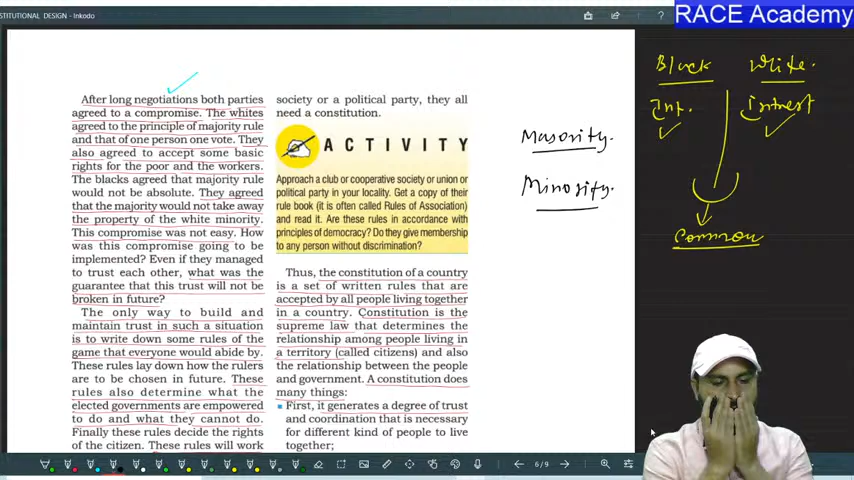 STITUTIONAL DESIGN - Inkodo
RACE Academy
After long negotiations both parties
agreed to a compromise. The whites
agreed to the principle of majority rule
and that of one person one vote. They
also agreed to accept some basic
rights for the poor and the workers.
The blacks agreed that majority rule
would not be absolute. They agreed
that the majority would not take away
the property of the white minority.
This compromise was not easy. How
was this compromise going to be
implemented? Even if they managed
to trust each other, what was the
guarantee that this trust will not be
broken in future?
The only way to build and
maintain trust in such a situation
is to write down some rules of the
game that everyone would abide by.
These rules lay down how the rulers
are to be chosen in future. These
rules also determine what the
elected governments are empowered
to do and what they cannot do.
Finally these rules decide the rights
of the citizen. These rules will work
society or a political party, they all
need a constitution.
ACTIVITY
Approach a club or cooperative society or union or
political party in your locality. Get a copy of their
rule book (it is often called Rules of Association)
and read it. Are these rules in accordance with
principles of democracy? Do they give membership
to any person without discrimination?
Thus, the constitution of a country
is a set of written rules that are
accepted by all people living together
in a country. Constitution is the
supreme law that determines the
relationship among people living in
a territory (called citizens) and also
the relationship between the people
and government. A constitution does
many things:
First, it generates a degree of trust
and coordination that is necessary
for different kind of people to live
together;
Majority.
Minority.
Black White.
Int. Intrest
Common
6/9